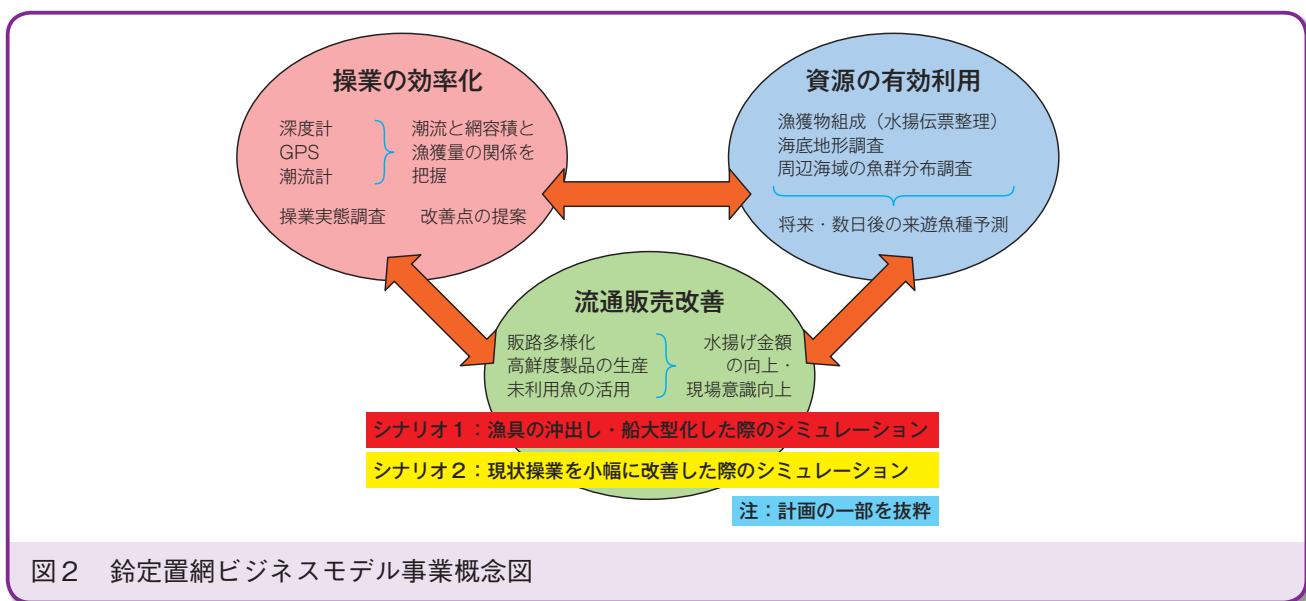 操業の効率化
深度計
GPS
潮流計
潮流と網容積と
漁獲量の関係を
把握
操業実態調査　改善点の提案
資源の有効利用
漁獲物組成（水揚伝票整理）
海底地形調査
周辺海域の魚群分布調査
将来・数日後の来遊魚種予測
流通販売改善
販路多様化
高鮮度製品の生産
未利用魚の活用
水揚げ金額
の向上・
現場意識向上
シナリオ１：漁具の沖出し・船大型化した際のシミュレーション
シナリオ２：現状操業を小幅に改善した際のシミュレーション
注：計画の一部を抜粋
図２　鈴定置網ビジネスモデル事業概念図